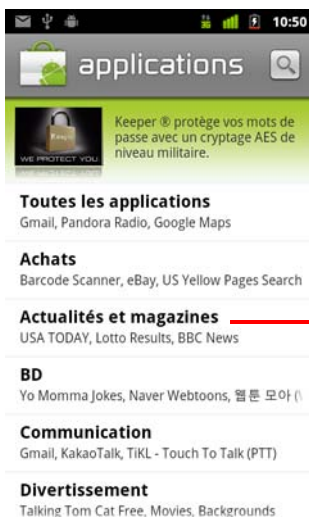 3G 10:50
applications
Keeper
WE PROTECT YOU
Keeper ® protège vos mots de
passe avec un cryptage AES de
niveau militaire.
Toutes les applications
Gmail, Pandora Radio, Google Maps
Achats
Barcode Scanner, eBay, US Yellow Pages Search
Actualités et magazines
USA TODAY, Lotto Results, BBC News
BD
Yo Momma Jokes, Naver Webtoons, 웹툰 모아 (
Communication
Gmail, KakaoTalk, TiKL - Touch To Talk (PTT)
Divertissement
Talking Tom Cat Free, Movies, Backgrounds